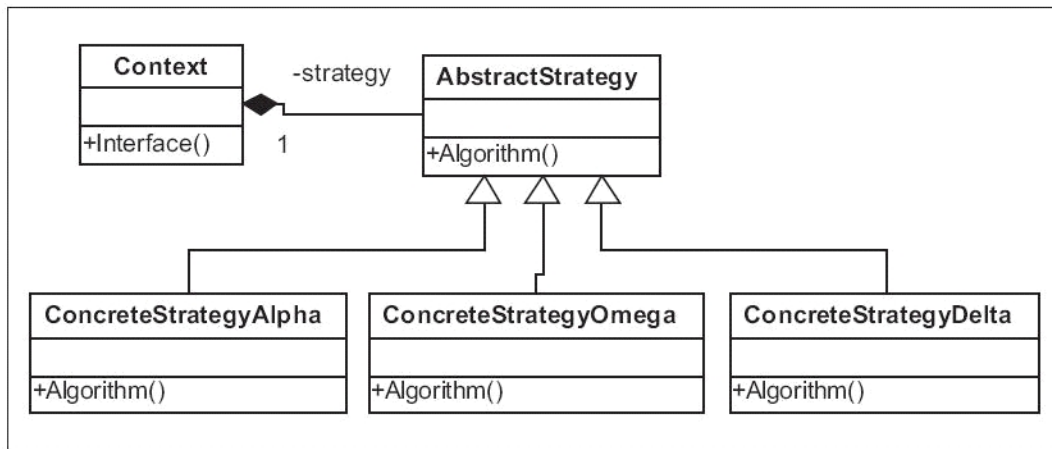 Context
-strategy
AbstractStrategy
+Interface()
1
+Algorithm()
ConcreteStrategyAlpha
ConcreteStrategyOmega
ConcreteStrategyDelta
+Algorithm()
+Algorithm()
+Algorithm()